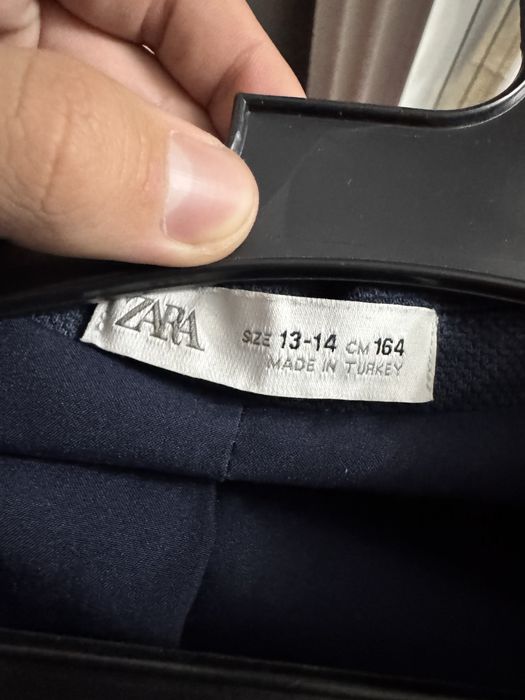 ZARA SIZE 13-14 CM 164
MADE IN TURKEY